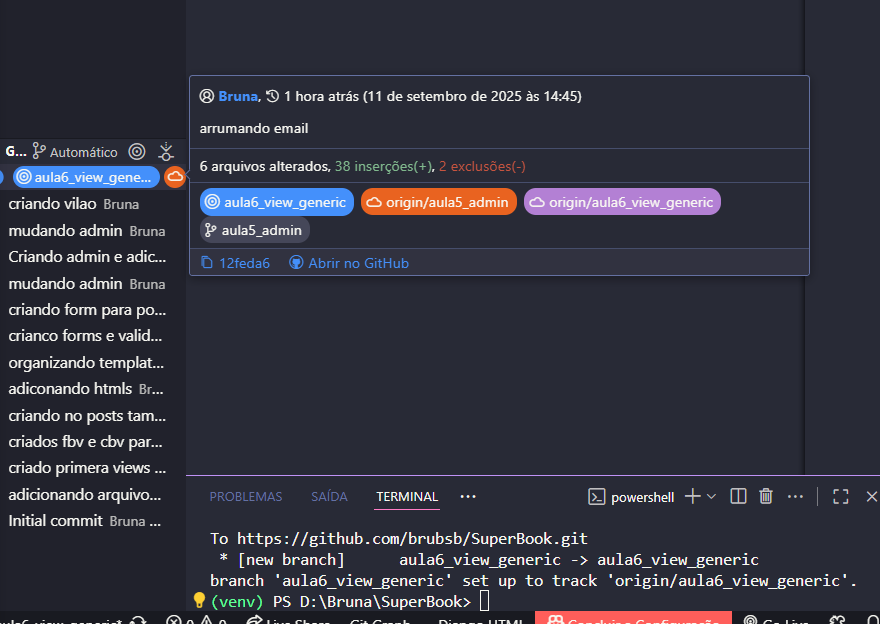 Bruna, 1 hora atrás (11 de setembro de 2025 às 14:45)
arrumando email
6 arquivos alterados, 38 inserções(+), 2 exclusões(-)
aula6_view_generic origin/aula5_admin origin/aula6_view_generic
aula5_admin
12feda6 Abrir no GitHub
G... Automático
aula6_view_gene...
criando vilao Bruna
mudando admin Bruna
Criando admin e adic...
mudando admin Bruna
criando form para po...
crianco forms e valid...
organizando templat...
adiconando htmls Br...
criando no posts tam...
criados fbv e cbv par...
criado primera views ...
adicionando arquivo...
Initial commit Bruna ...
PROBLEMAS SAÍDA TERMINAL ... powershell
To https://github.com/brubsb/SuperBook.git
* [new branch] aula6_view_generic -> aula6_view_generic
branch 'aula6_view_generic' set up to track 'origin/aula6_view_generic'.
(venv) PS D:\Bruna\SuperBook>
aula6_view_generic* 0 0 Live Share Git Graph Django HTML Concluir a Configuração Go Live